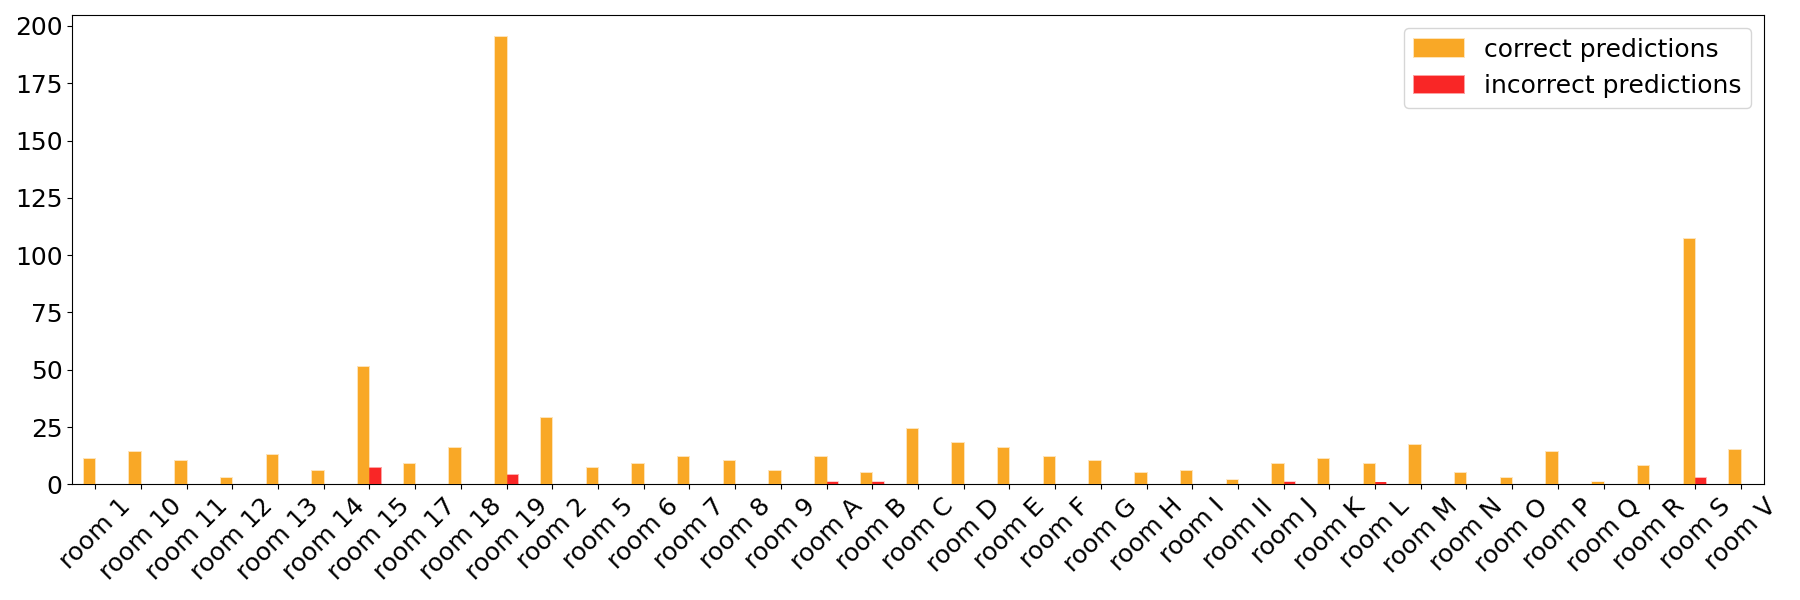 200
175
150
125
100
75
50
25
0
correct predictions
incorrect predictions
room 1
room 10
room 11
room 12
room 13
room 14
room 15
room 17
room 18
room 19
room 2
room 5
room 6
room 7
room 8
room 9
room A
room B
room C
room D
room E
room F
room G
room H
room I
room II
room J
room K
room L
room M
room N
room O
room P
room Q
room R
room S
room V